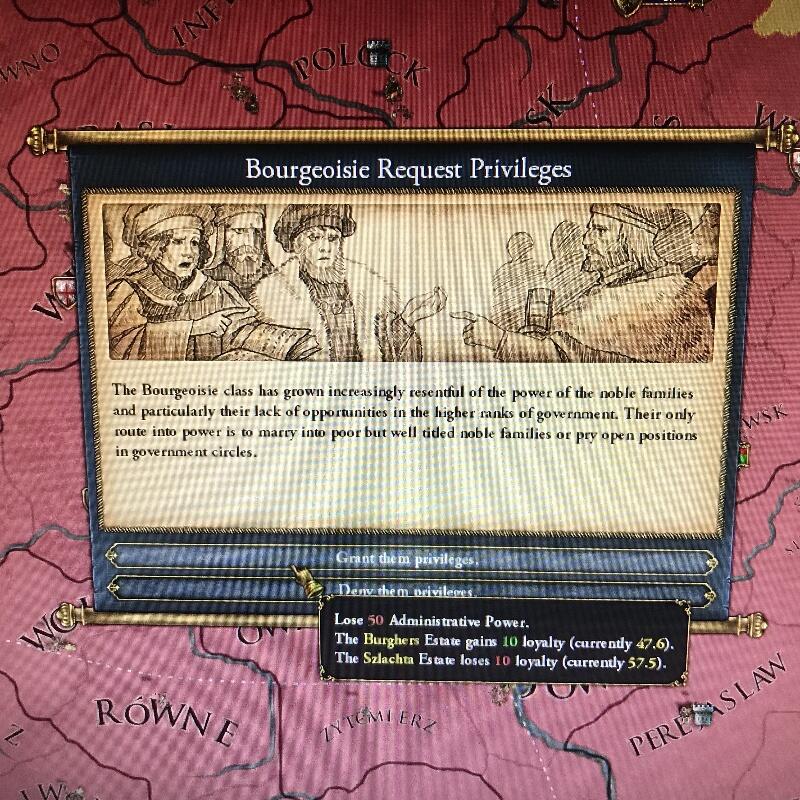 POLOCK
Bourgeoisie Request Privileges
The Bourgeoisie class has grown increasingly resentful of the power of the noble families
and particularly their lack of opportunities in the higher ranks of government. Their only
route into power is to marry into poor but well titled noble families or pry open positions
in government circles.
Grant them privileges.
Deny them privileges.
Lose 50 Administrative Power.
The Burghers Estate gains 10 loyalty (currently 47.6).
The Szlachta Estate loses 10 loyalty (currently 57.5).
RÓWNE
ŻYTOMIERZ
PEREJASLAW